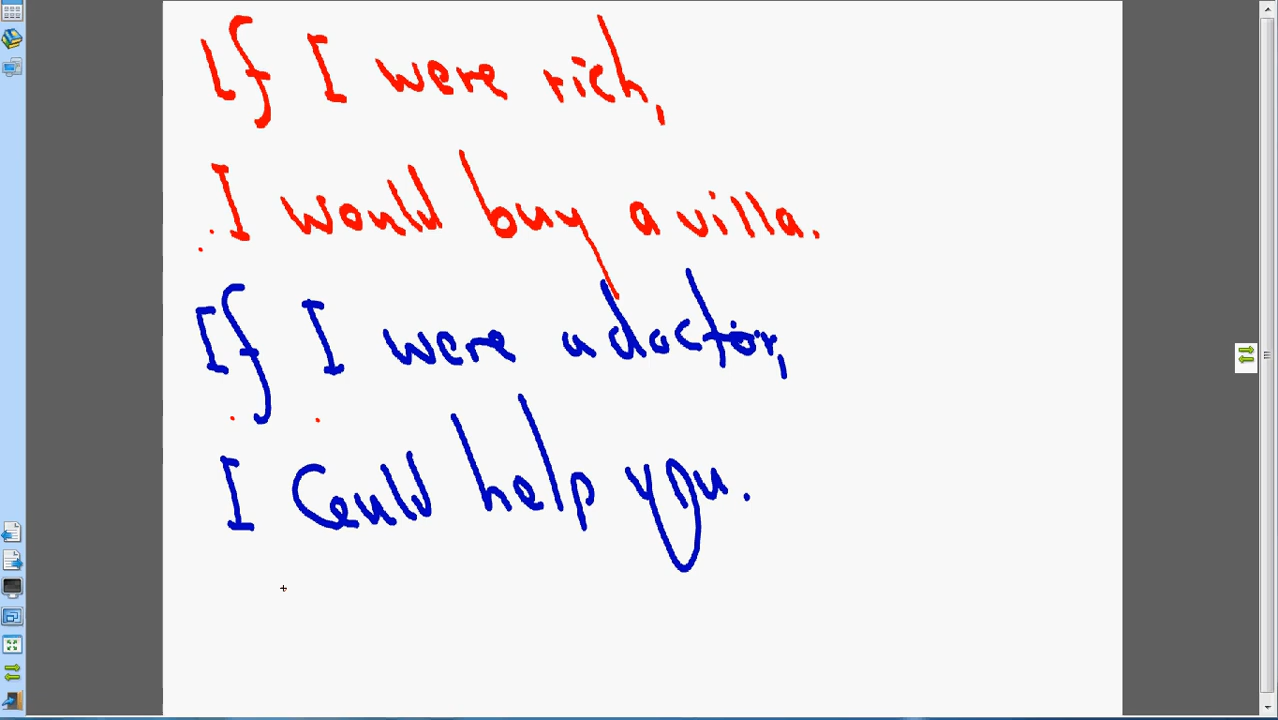 If I were rich,
I would buy a villa.
If I were a doctor,
I Could help you.